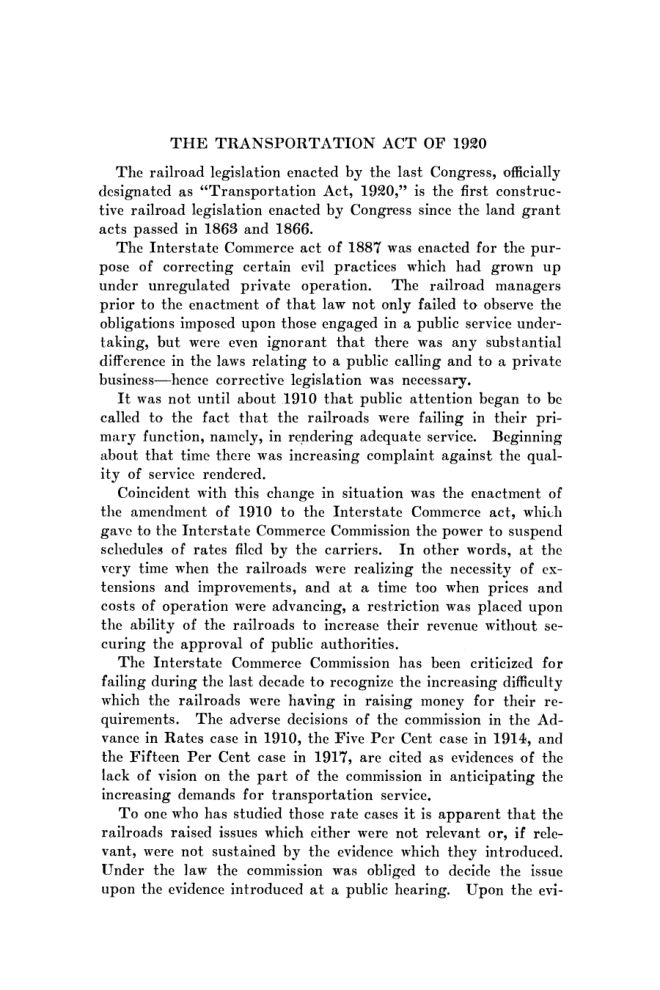 THE TRANSPORTATION ACT OF 1920
The railroad legislation enacted by the last Congress, officially
designated as “Transportation Act, 1920,” is the first construc-
tive railroad legislation enacted by Congress since the land grant
acts passed in 1863 and 1866.
The Interstate Commerce act of 1887 was enacted for the pur-
pose of correcting certain evil practices which had grown up
under unregulated private operation. The railroad managers
prior to the enactment of that law not only failed to observe the
obligations imposed upon those engaged in a public service under-
taking, but were even ignorant that there was any substantial
difference in the laws relating to a public calling and to a private
business—hence corrective legislation was necessary.
It was not until about 1910 that public attention began to be
called to the fact that the railroads were failing in their pri-
mary function, namely, in rendering adequate service. Beginning
about that time there was increasing complaint against the qual-
ity of service rendered.
Coincident with this change in situation was the enactment of
the amendment of 1910 to the Interstate Commerce act, which
gave to the Interstate Commerce Commission the power to suspend
schedules of rates filed by the carriers. In other words, at the
very time when the railroads were realizing the necessity of ex-
tensions and improvements, and at a time too when prices and
costs of operation were advancing, a restriction was placed upon
the ability of the railroads to increase their revenue without se-
curing the approval of public authorities.
The Interstate Commerce Commission has been criticized for
failing during the last decade to recognize the increasing difficulty
which the railroads were having in raising money for their re-
quirements. The adverse decisions of the commission in the Ad-
vance in Rates case in 1910, the Five Per Cent case in 1914, and
the Fifteen Per Cent case in 1917, are cited as evidences of the
lack of vision on the part of the commission in anticipating the
increasing demands for transportation service.
To one who has studied those rate cases it is apparent that the
railroads raised issues which either were not relevant or, if rele-
vant, were not sustained by the evidence which they introduced.
Under the law the commission was obliged to decide the issue
upon the evidence introduced at a public hearing. Upon the evi-